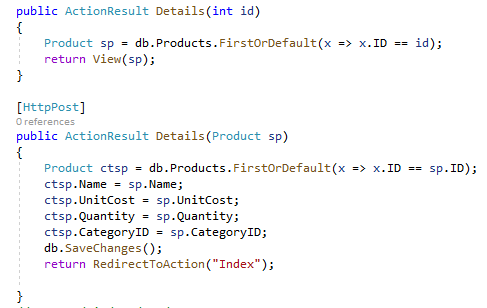 public ActionResult Details(int id)
{
Product sp = db.Products.FirstOrDefault(x => x.ID == id);
return View(sp);
}
[HttpPost]
0 references
public ActionResult Details(Product sp)
{
Product ctsp = db.Products.FirstOrDefault(x => x.ID == sp.ID);
ctsp.Name = sp.Name;
ctsp.UnitCost = sp.UnitCost;
ctsp.Quantity = sp.Quantity;
ctsp.CategoryID = sp.CategoryID;
db.SaveChanges();
return RedirectToAction("Index");
}